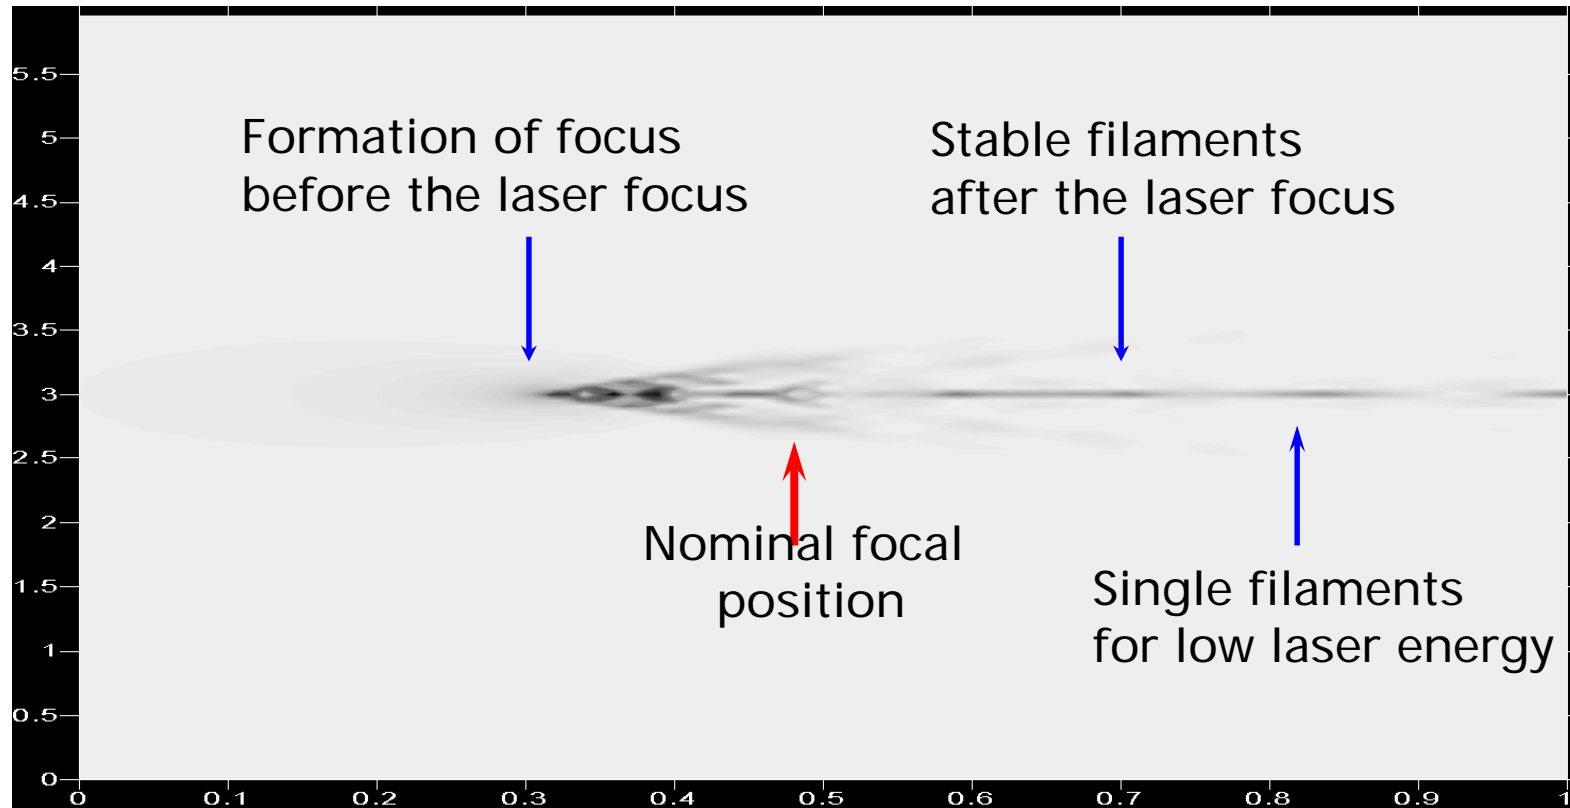 Formation of focus
before the laser focus
Stable filaments
after the laser focus
Nominal focal
position
Single filaments
for low laser energy
5.5
5
4.5
4
3.5
3
2.5
2
1.5
1
0.5
0
0 0.1 0.2 0.3 0.4 0.5 0.6 0.7 0.8 0.9 1